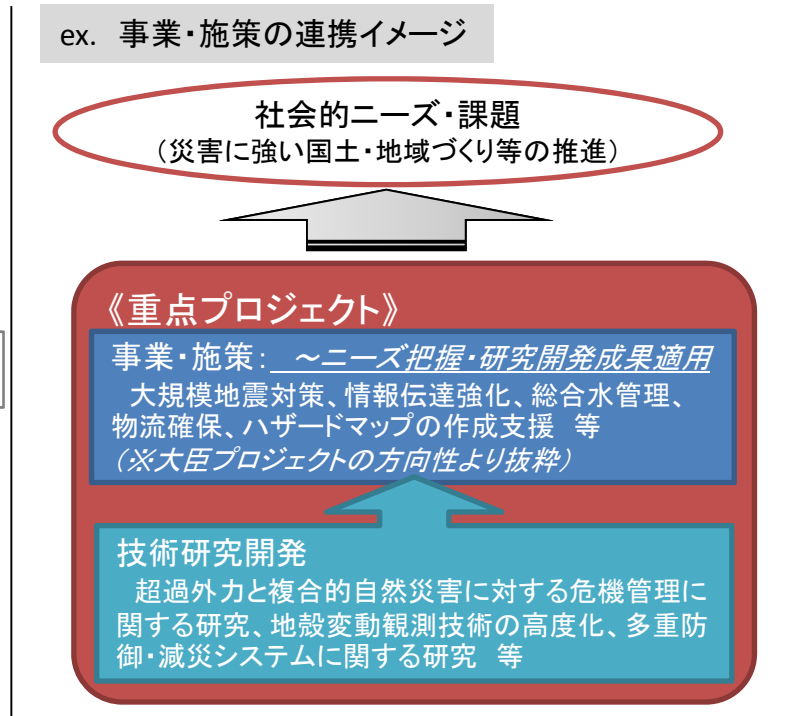 ex. 事業・施策の連携イメージ
社会的ニーズ・課題
（災害に強い国土・地域づくり等の推進）
《重点プロジェクト》
事業・施策： ～ニーズ把握・研究開発成果適用
大規模地震対策、情報伝達強化、総合水管理、
物流確保、ハザードマップの作成支援 等
（※大臣プロジェクトの方向性より抜粋）
技術研究開発
超過外力と複合的自然災害に対する危機管理に
関する研究、地殻変動観測技術の高度化、多重防
御・減災システムに関する研究 等